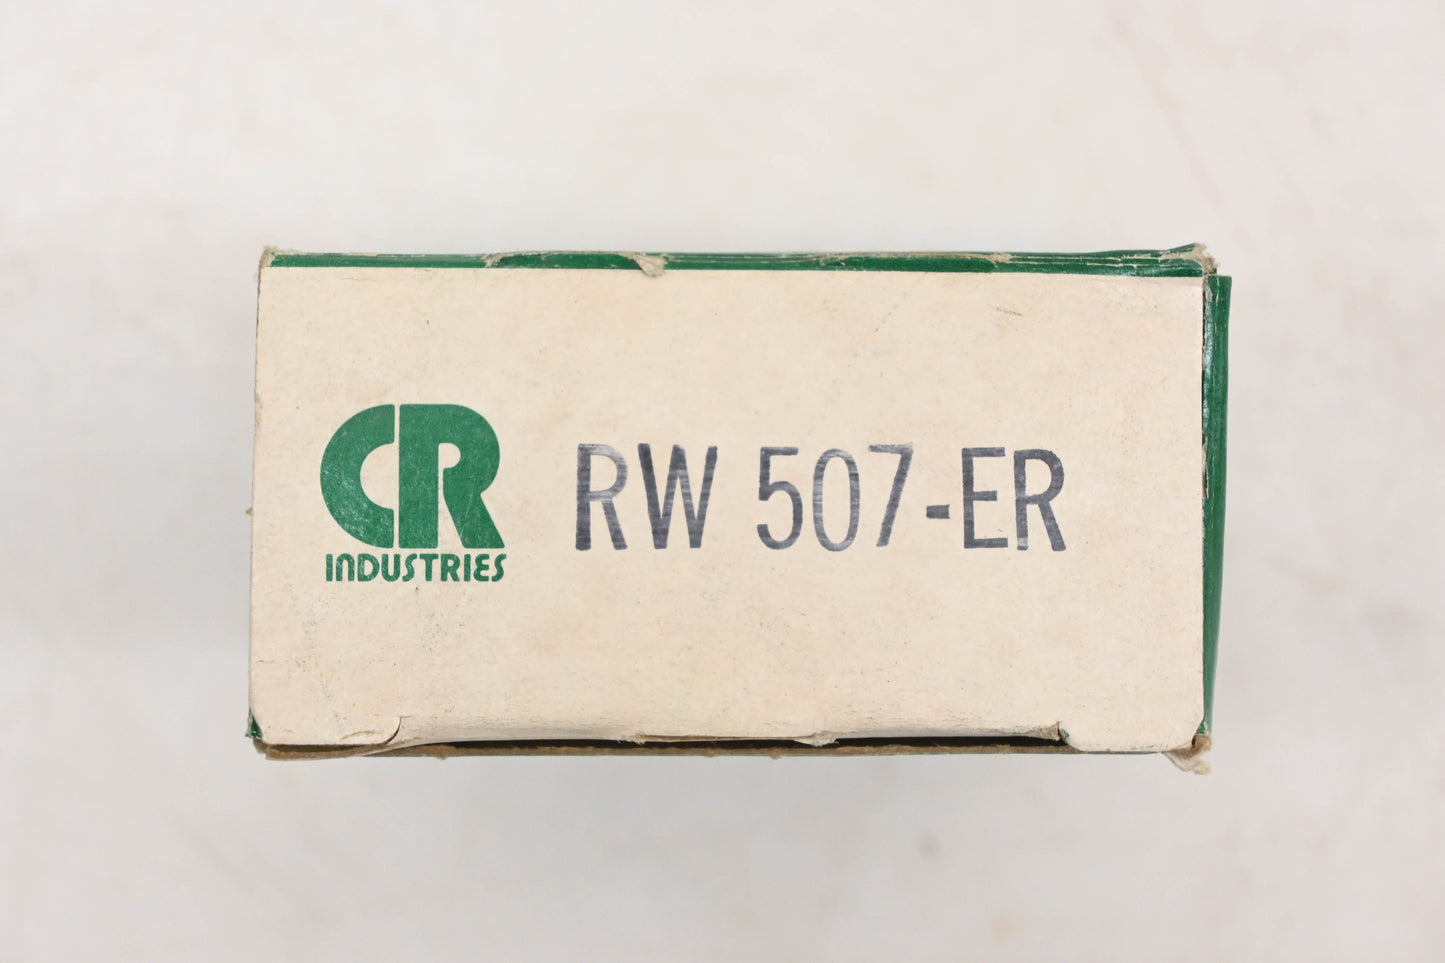 CR
INDUSTRIES
RW 507-ER